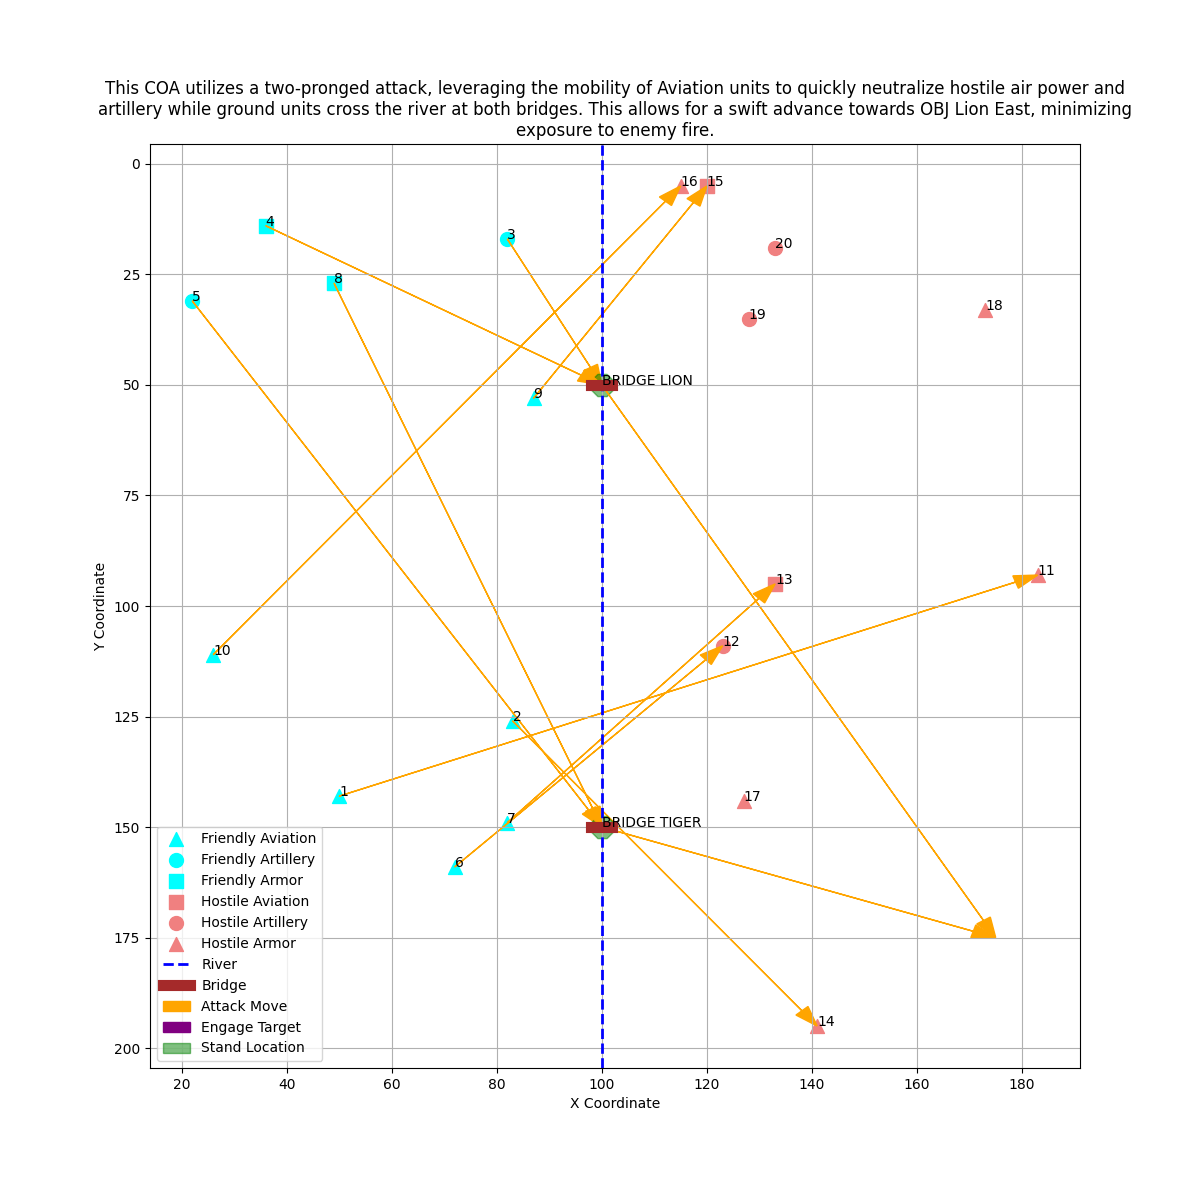 This COA utilizes a two-pronged attack, leveraging the mobility of Aviation units to quickly neutralize hostile air power and
artillery while ground units cross the river at both bridges. This allows for a swift advance towards OBJ Lion East, minimizing
exposure to enemy fire.
0
25
50
75
100
125
150
175
200
Y Coordinate
16
15
4
3
20
8
5
19
18
BRIDGE LION
9
11
13
12
10
2
1
17
7
BRIDGE TIGER
6
14
Friendly Aviation
Friendly Artillery
Friendly Armor
Hostile Aviation
Hostile Artillery
Hostile Armor
River
Bridge
Attack Move
Engage Target
Stand Location
20
40
60
80
100
120
140
160
180
X Coordinate